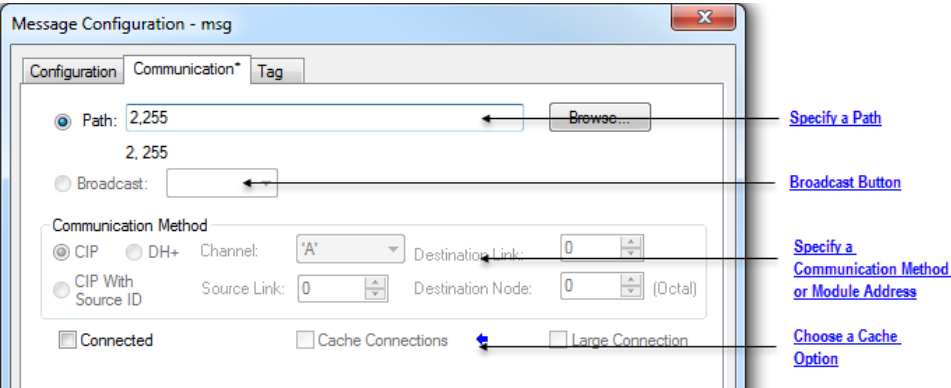 Message Configuration - msg
Configuration Communication* Tag
Path: 2,255 Browse... Specify a Path
2, 255
Broadcast: Broadcast Button
Communication Method
CIP DH+ Channel: 'A' Destination Link: 0 Specify a
Communication Method
or Module Address
CIP With
Source ID Source Link: 0 Destination Node: 0 (Octal)
Connected Cache Connections Large Connection Choose a Cache
Option